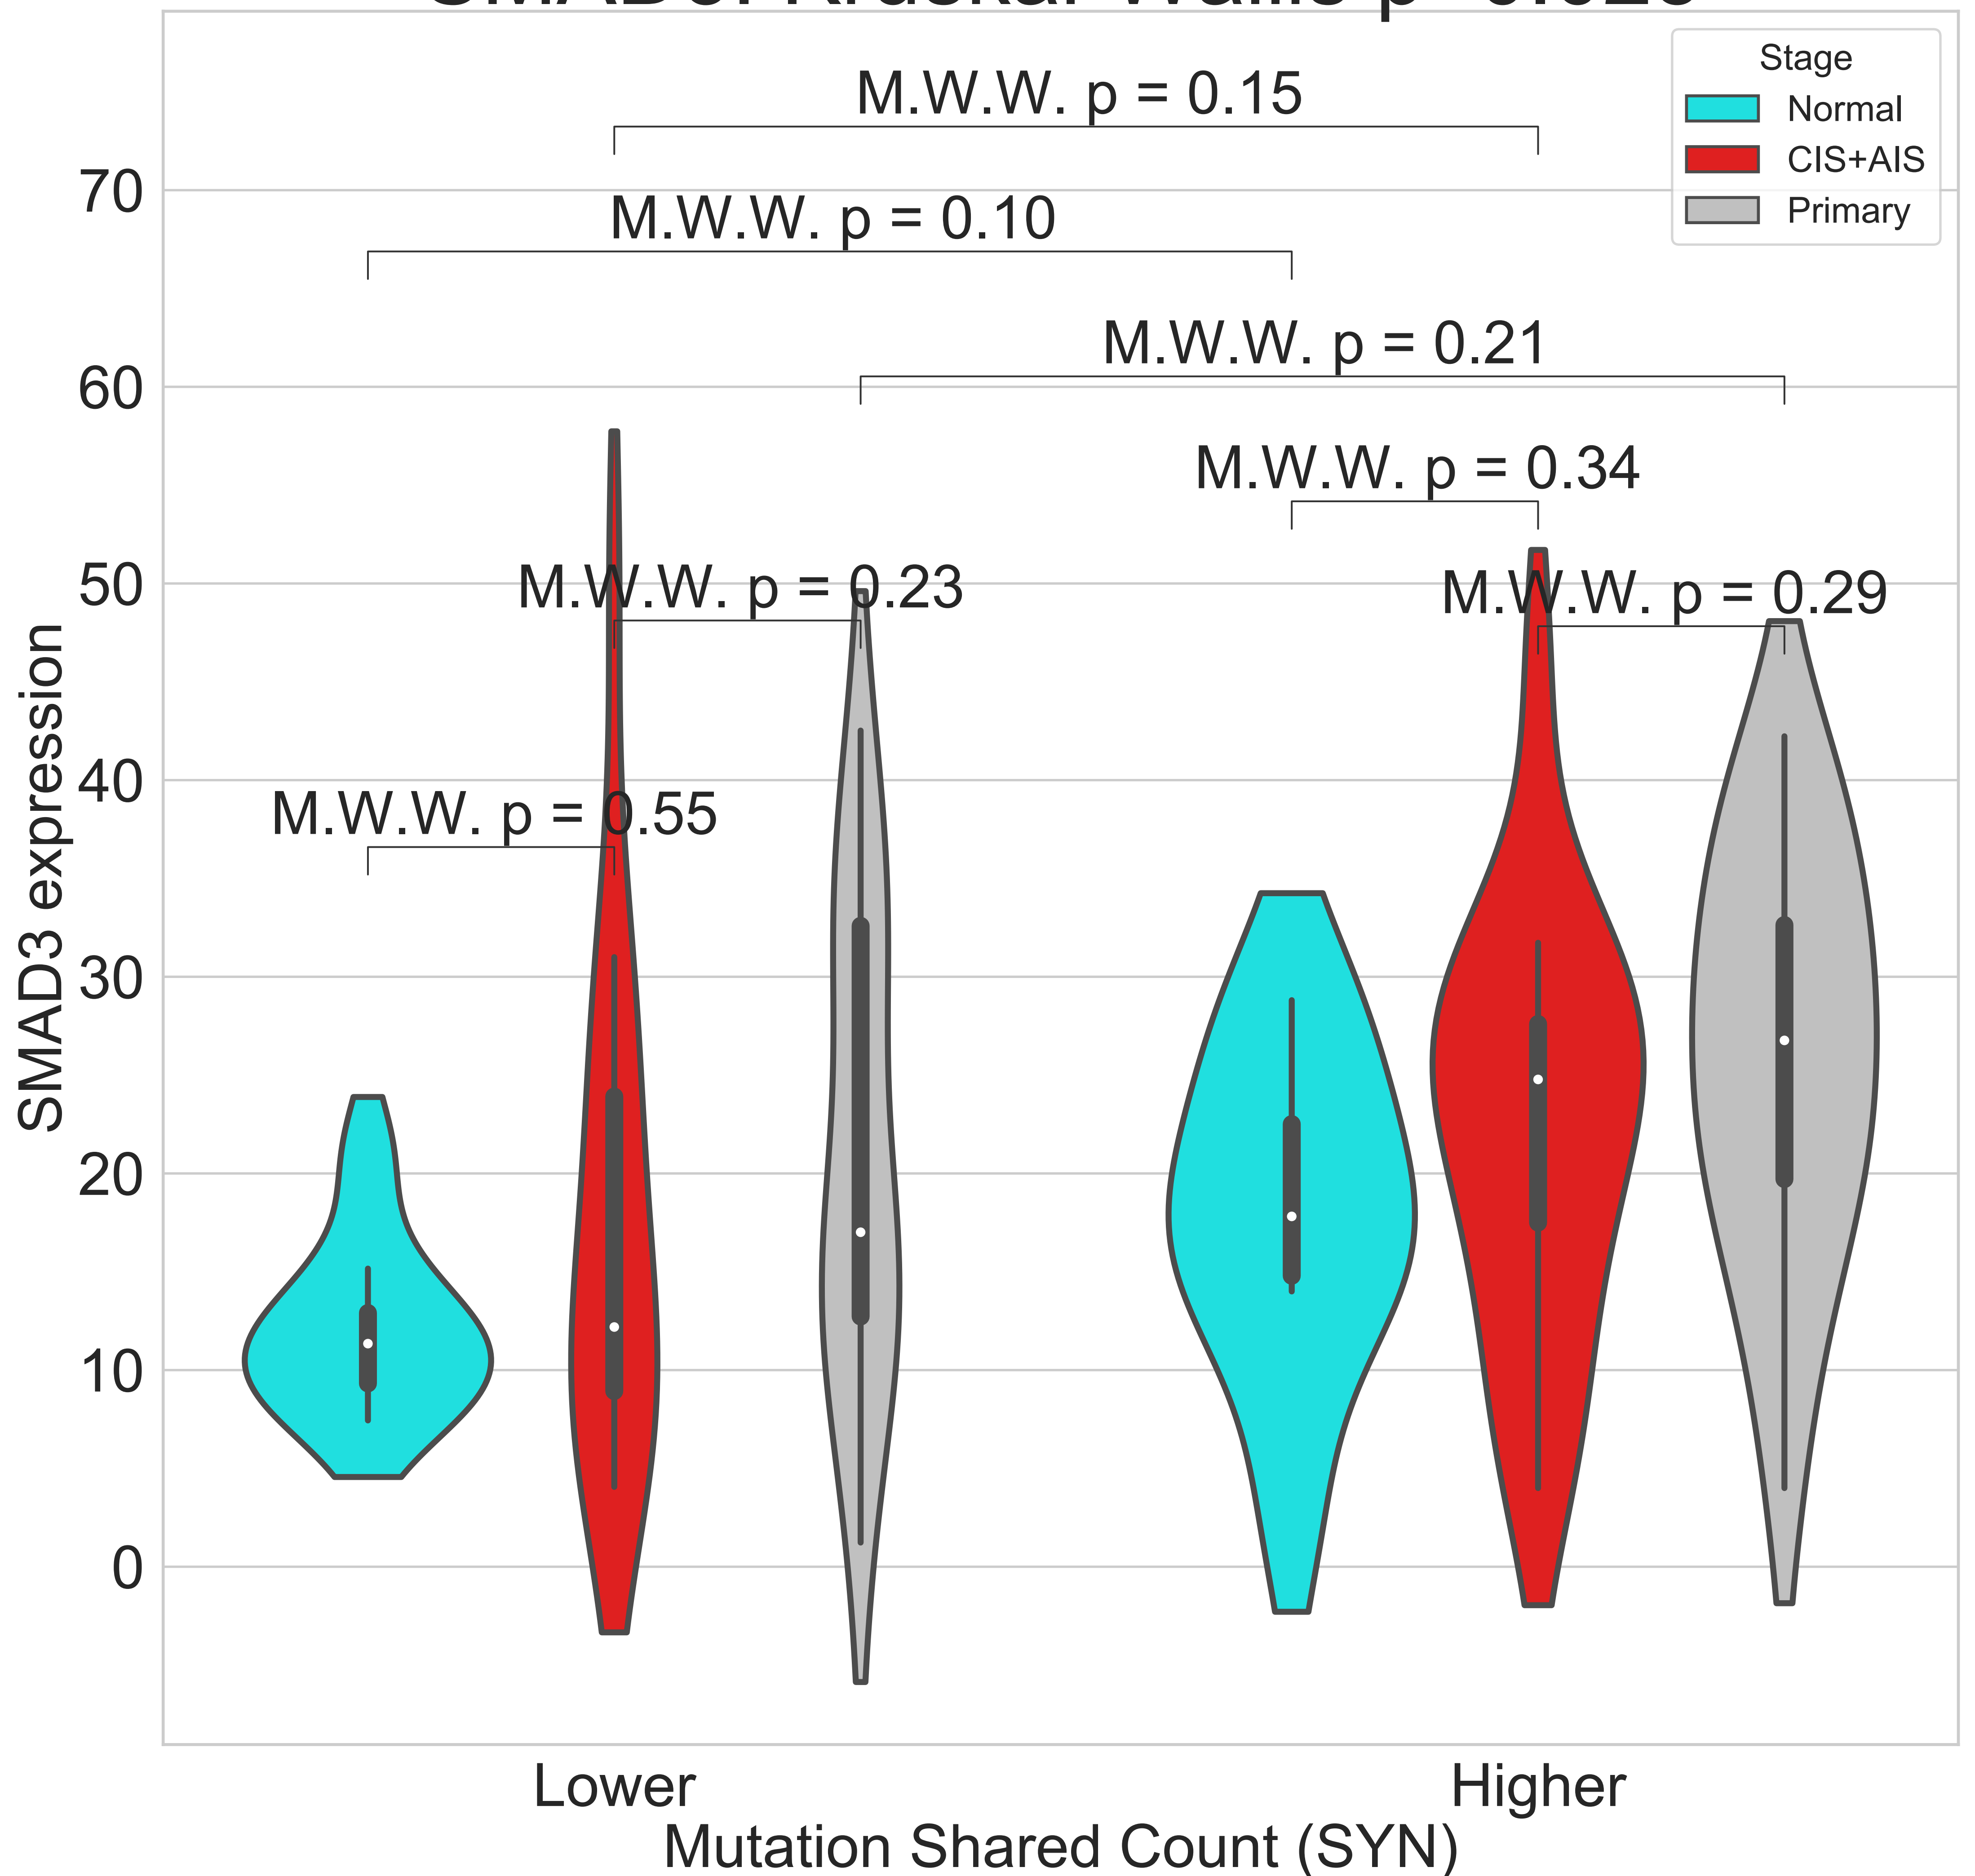 Stage
Normal
CIS+AIS
Primary
M.W.W. p = 0.15
M.W.W. p = 0.10
M.W.W. p = 0.21
M.W.W. p = 0.34
M.W.W. p = 0.23
M.W.W. p = 0.29
M.W.W. p = 0.55
70
60
50
40
30
20
10
0
SMAD3 expression
Lower
Higher
Mutation Shared Count (SYN)